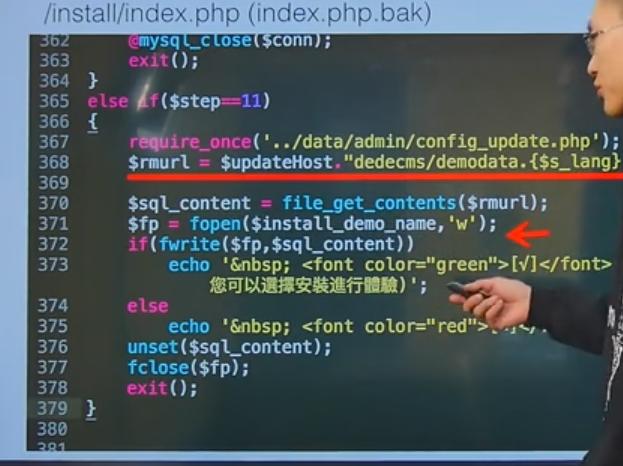 /install/index.php (index.php.bak)
362 @mysql_close($conn);
363 exit();
364 }
365 else if($step==11)
366 {
367 require_once('../data/admin/config_update.php');
368 $rmurl = $updateHost."dedecms/demodata.{$s_lang}
369
370 $sql_content = file_get_contents($rmurl);
371 $fp = fopen($install_demo_name,'w');
372 if(fwrite($fp,$sql_content))
373 echo '&nbsp; <font color="green">[√]</font>
您可以選擇安裝進行體驗)';
374 else
375 echo '&nbsp; <font color="red">
376 unset($sql_content);
377 fclose($fp);
378 exit();
379 }
380
381